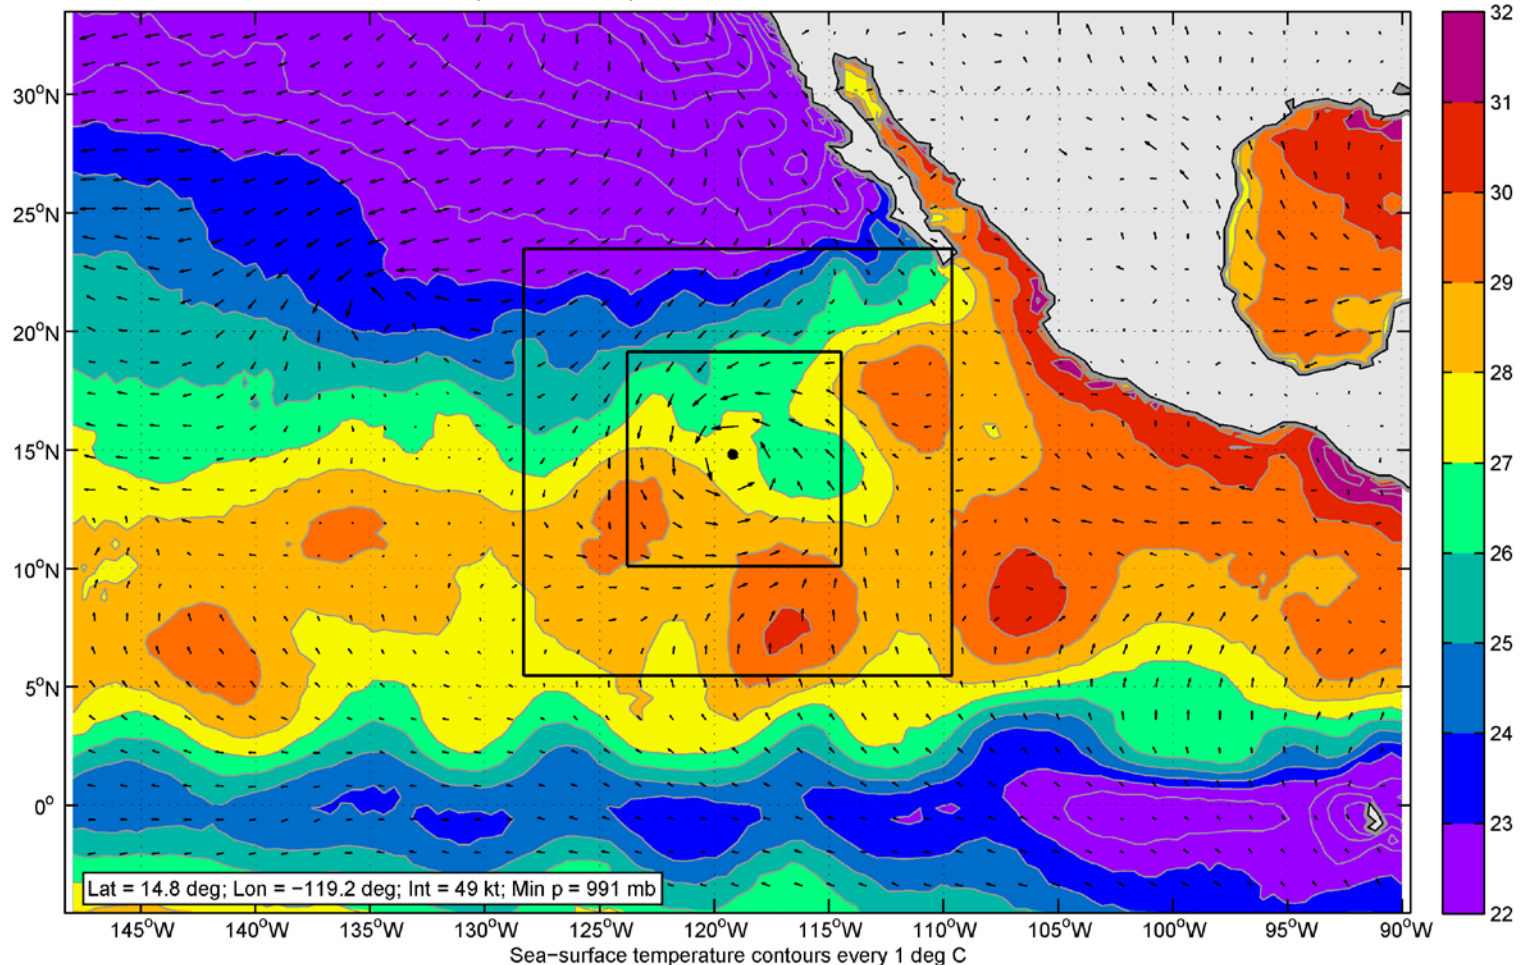 32
31
30
29
28
27
26
25
24
23
22
30°N
25°N
20°N
15°N
10°N
5°N
0°
Lat = 14.8 deg; Lon = −119.2 deg; Int = 49 kt; Min p = 991 mb
145°W 140°W 135°W 130°W 125°W 120°W 115°W 110°W 105°W 100°W 95°W 90°W
Sea−surface temperature contours every 1 deg C